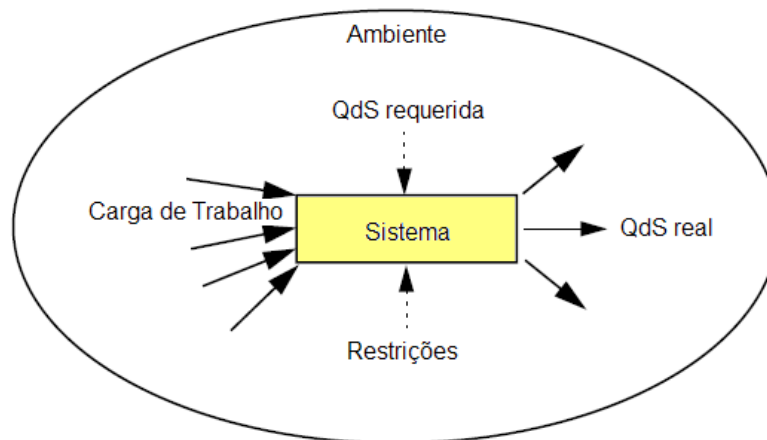 Ambiente
QdS requerida
Carga de Trabalho
Sistema
QdS real
Restrições